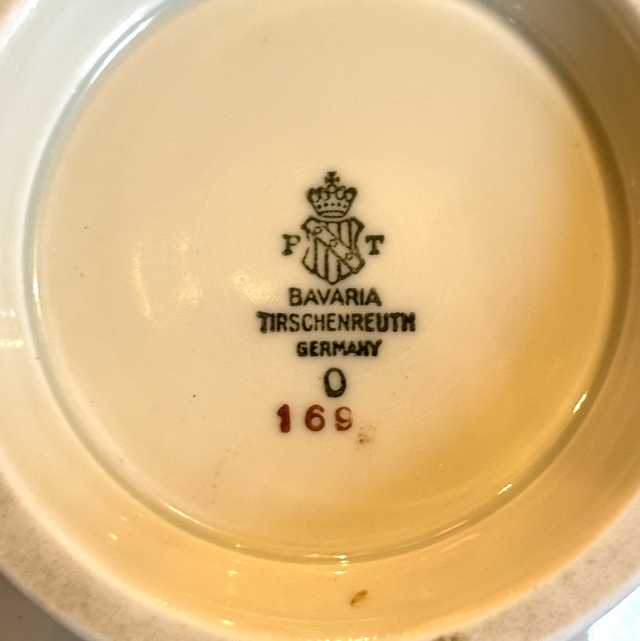 P T
BAVARIA
TIRSCHENREUTH
GERMANY
O
169